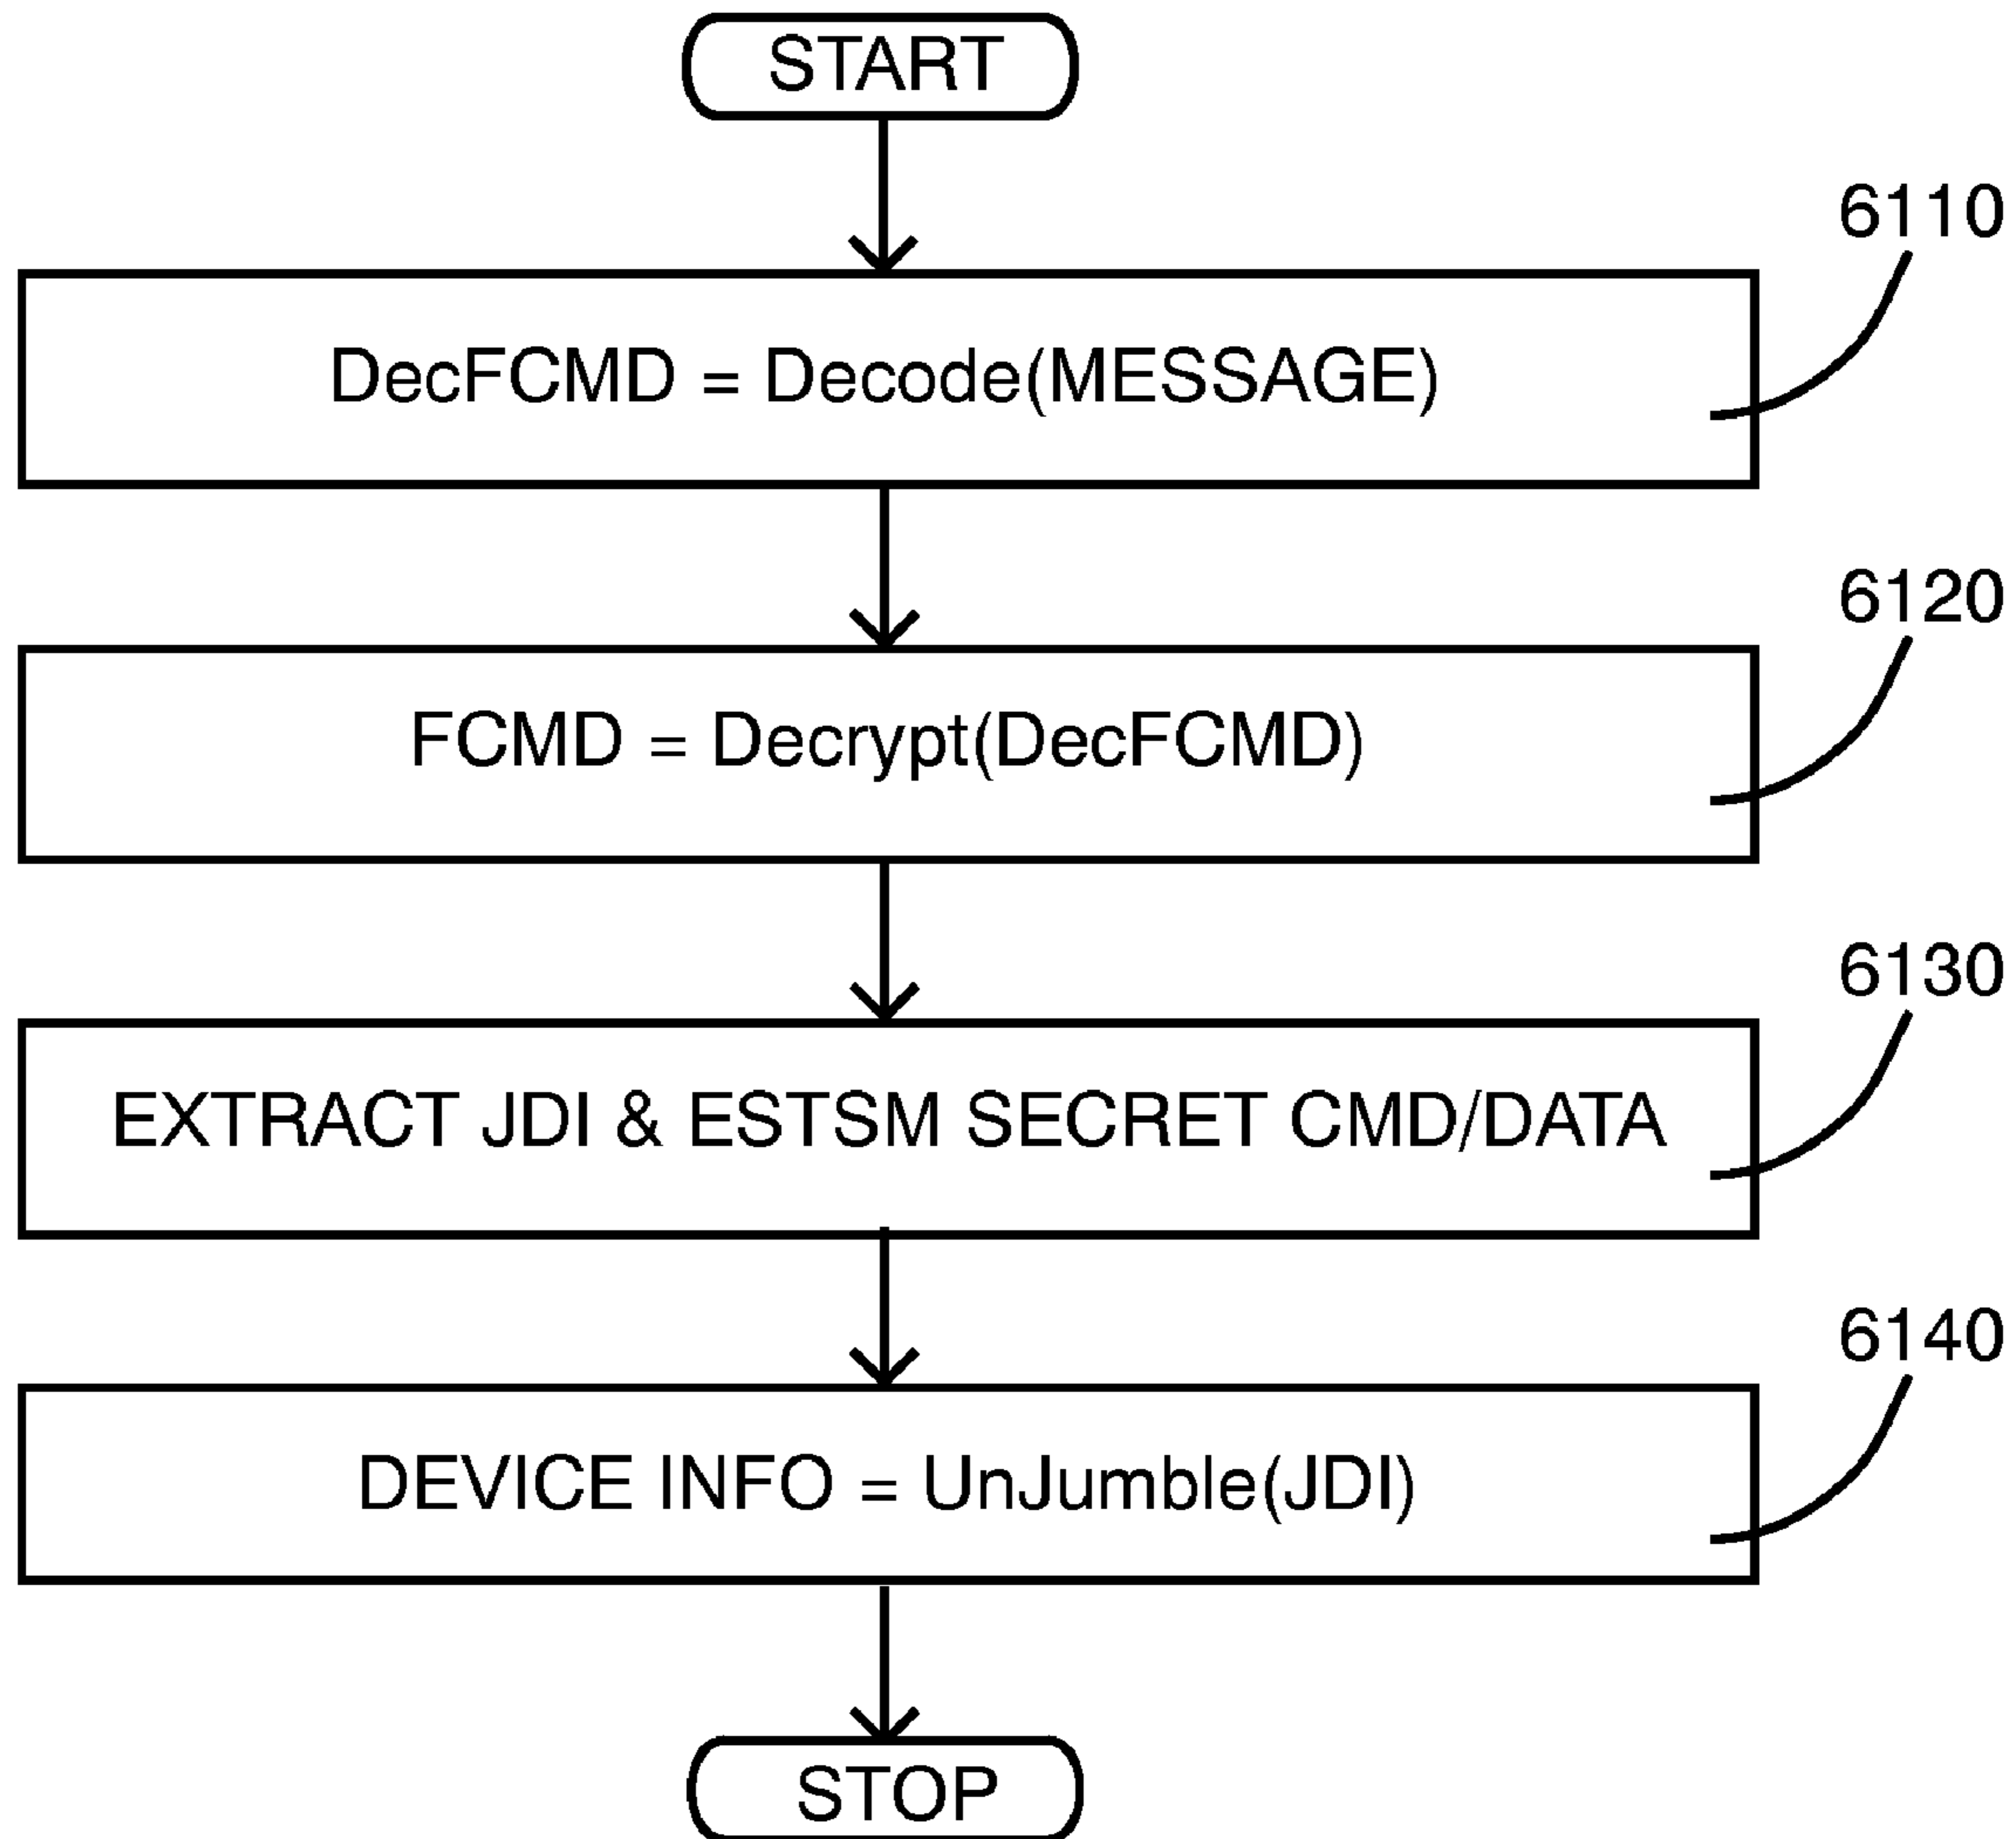 START
6110
DecFCMD = Decode(MESSAGE)
6120
FCMD = Decrypt(DecFCMD)
6130
EXTRACT JDI & ESTSM SECRET CMD/DATA
6140
DEVICE INFO = UnJumble(JDI)
STOP